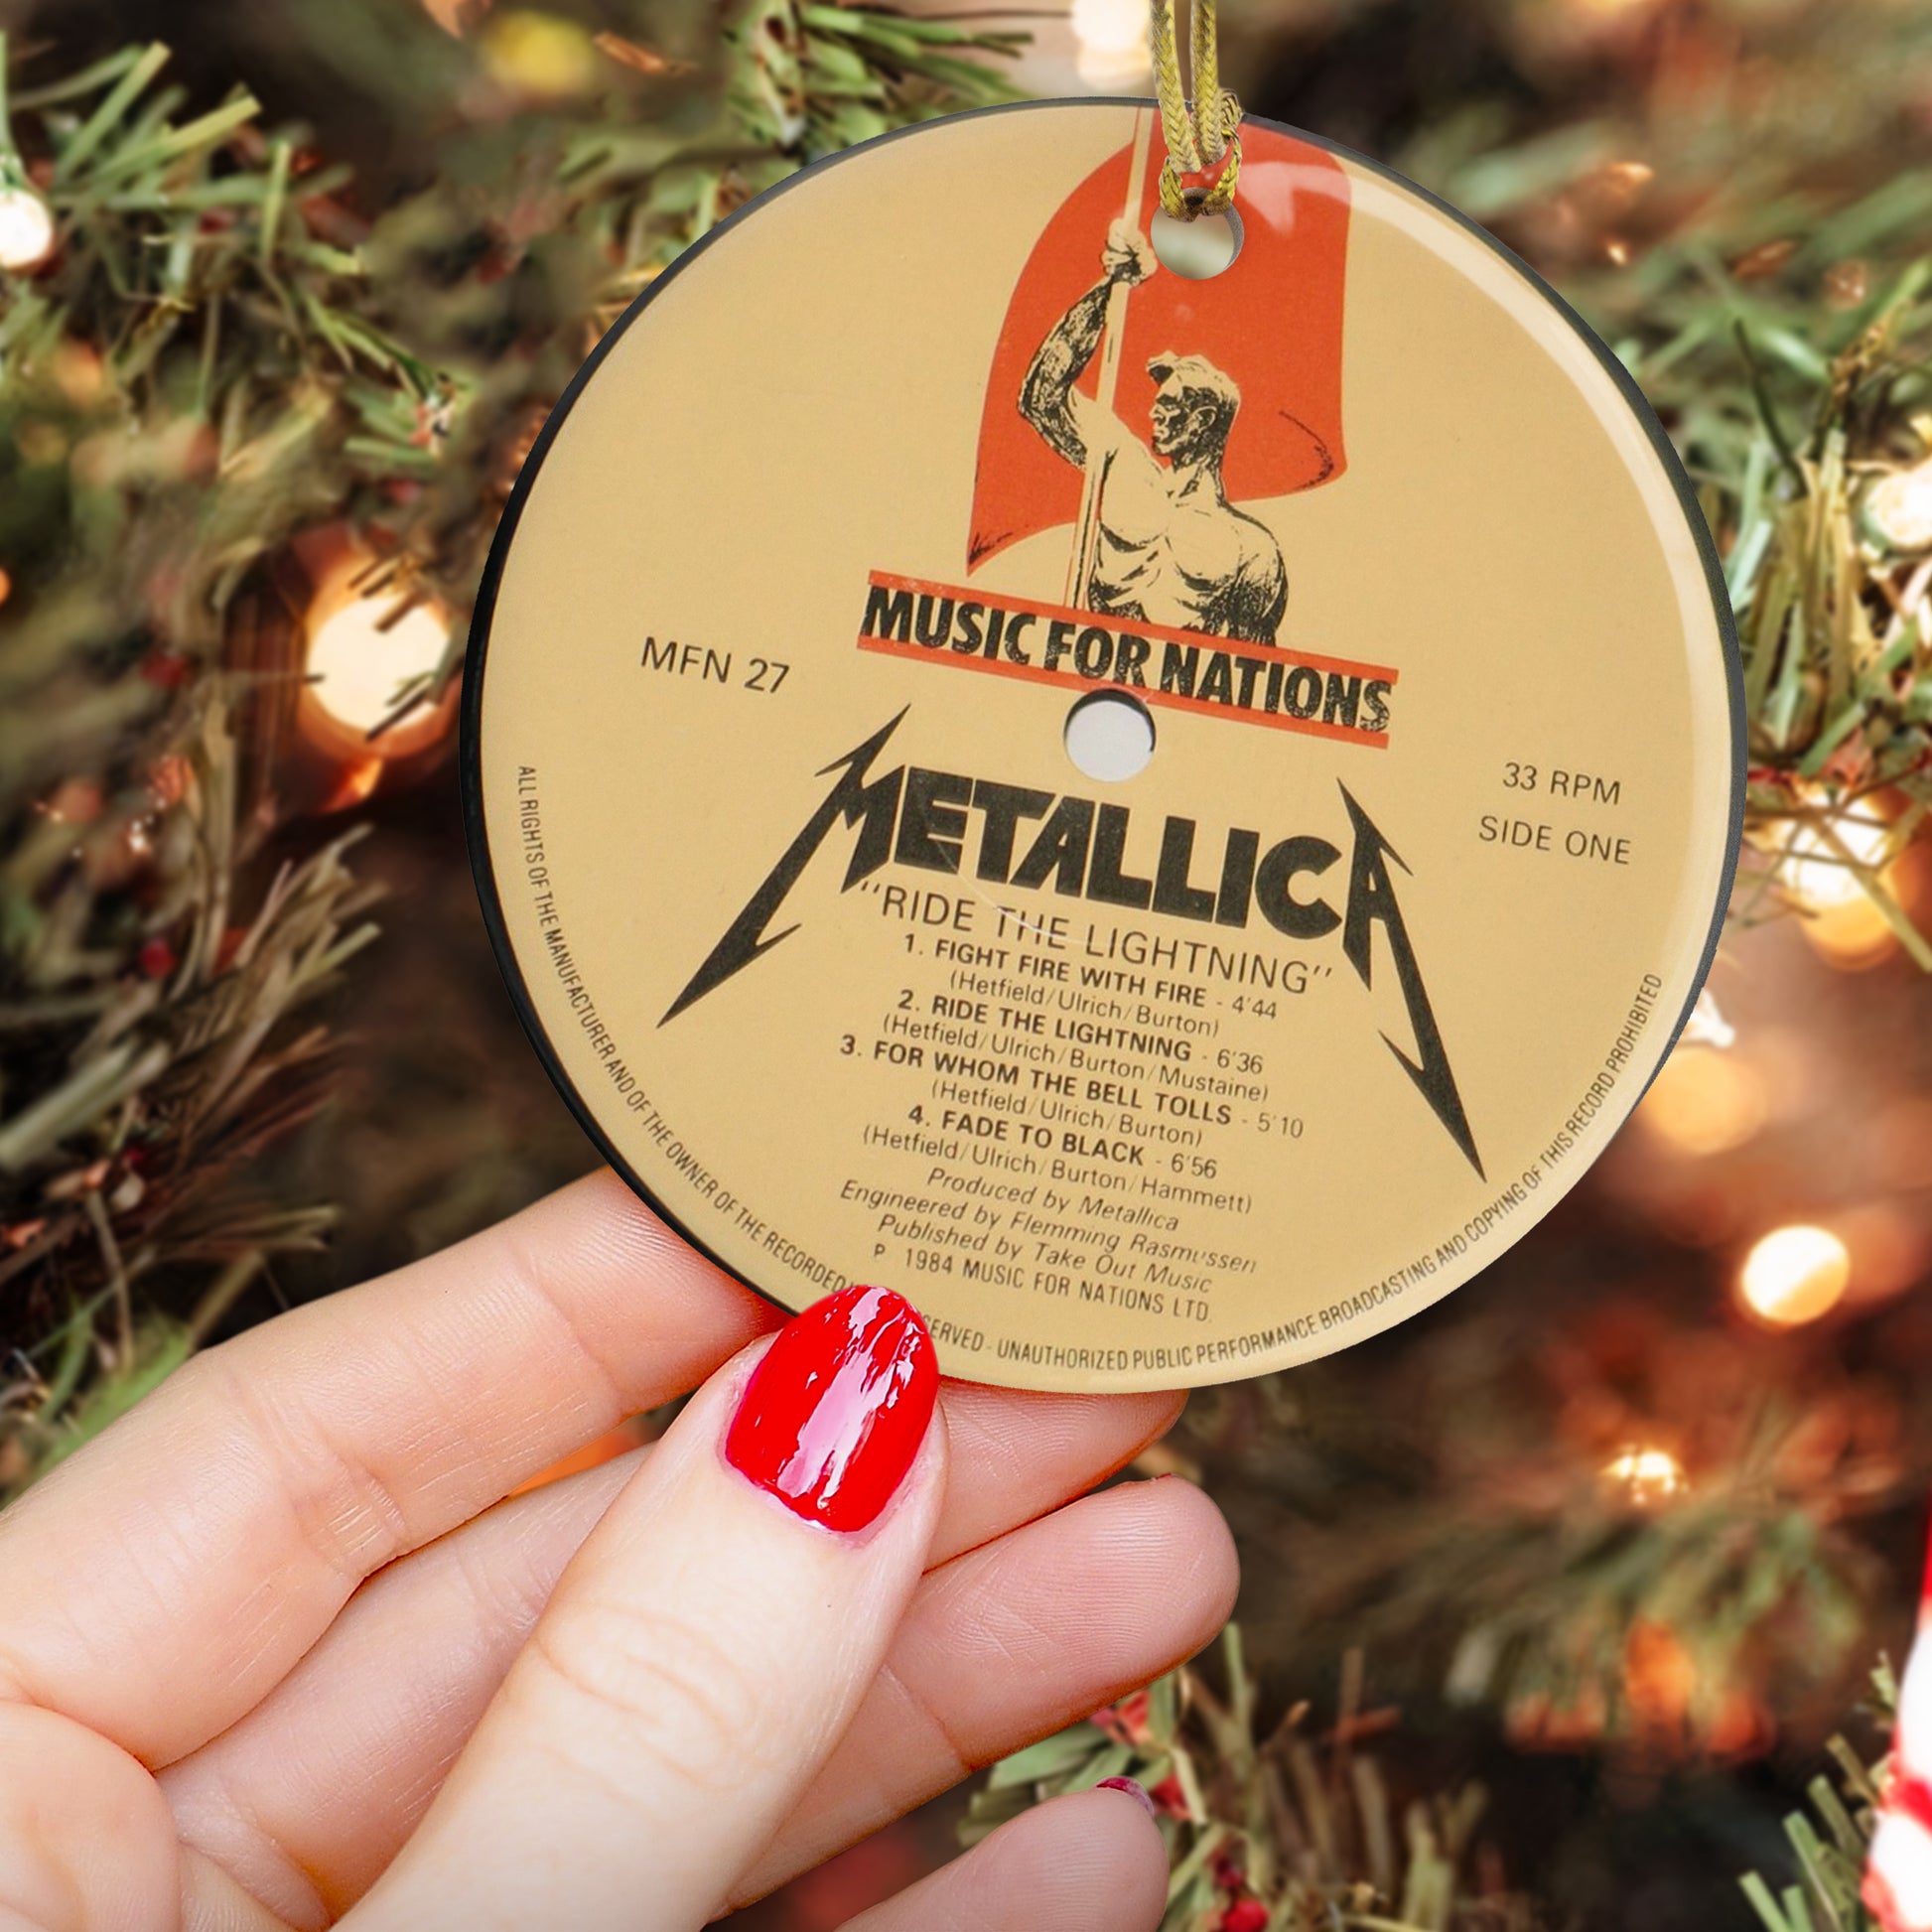 MUSIC FOR NATIONS
MFN 27
33 RPM
SIDE ONE
METALLICA
"RIDE THE LIGHTNING"
1. FIGHT FIRE WITH FIRE - 4'44
(Hetfield/Ulrich/Burton)
2. RIDE THE LIGHTNING - 6'36
(Hetfield/Ulrich/Burton/Mustaine)
3. FOR WHOM THE BELL TOLLS - 5'10
(Hetfield/Ulrich/Burton)
4. FADE TO BLACK - 6'56
(Hetfield/Ulrich/Burton/Hammett)
Produced by Metallica
Engineered by Flemming Rasmussen
Published by Take Out Music
P 1984 MUSIC FOR NATIONS LTD.
ALL RIGHTS OF THE MANUFACTURER AND OF THE OWNER OF THE RECORDED SERVED - UNAUTHORIZED PUBLIC PERFORMANCE BROADCASTING AND COPYING OF THIS RECORD PROHIBITED